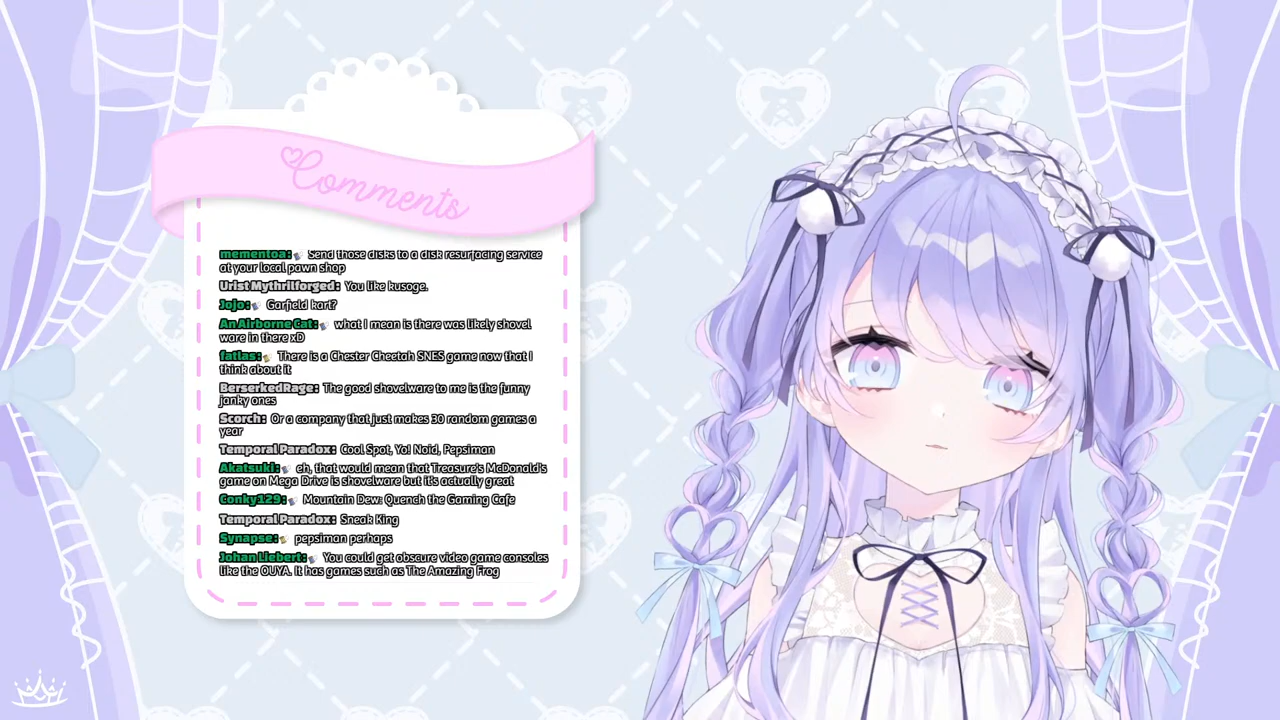 Comments
mementoa: Send those disks to a disk resurfacing service
at your local pawn shop
Urist Mythrilforged: You like kusoge.
Jojo: Garfield kart?
An Airborne Cat: what I mean is there was likely shovel
ware in there xD
fatlas: There is a Chester Cheetah SNES game now that I
think about it
BerserkedRage: The good shovelware to me is the funny
janky ones
Scorch: Or a company that just makes 30 random games a
year
Temporal Paradox: Cool Spot, Yo! Noid, Pepsiman
Akatsuki: eh, that would mean that Treasure's McDonald's
game on Mega Drive is shovelware but it's actually great
Conky129: Mountain Dew: Quench the Gaming Cafe
Temporal Paradox: Sneak King
Synapse: pepsiman perhaps
Johan Liebert: You could get obscure video game consoles
like the OUYA. It has games such as The Amazing Frog